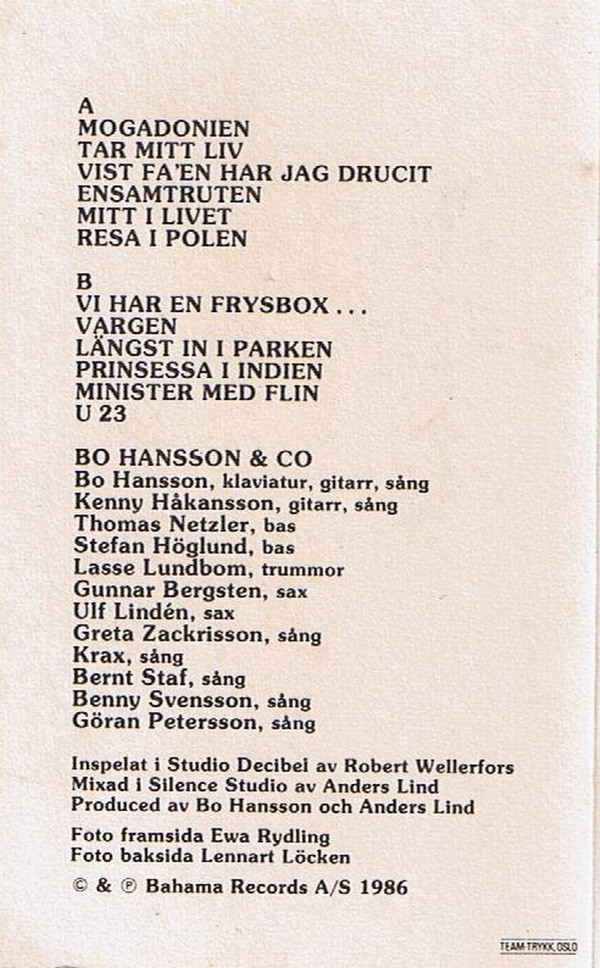 A
MOGADONIEN
TAR MITT LIV
VIST FA'EN HAR JAG DRUCIT
ENSAMTRUTEN
MITT I LIVET
RESA I POLEN
B
VI HAR EN FRYSBOX . . .
VARGEN
LÄNGST IN I PARKEN
PRINSESSA I INDIEN
MINISTER MED FLIN
U 23
BO HANSSON & CO
Bo Hansson, klaviatur, gitarr, sång
Kenny Håkansson, gitarr, sång
Thomas Netzler, bas
Stefan Höglund, bas
Lasse Lundbom, trummor
Gunnar Bergsten, sax
Ulf Lindén, sax
Greta Zackrisson, sång
Krax, sång
Bernt Staf, sång
Benny Svensson, sång
Göran Petersson, sång
Inspelat i Studio Decibel av Robert Wellerfors
Mixad i Silence Studio av Anders Lind
Produced av Bo Hansson och Anders Lind
Foto framsida Ewa Rydling
Foto baksida Lennart Löcken
© & ℗ Bahama Records A/S 1986
TEAM-TRYKK, OSLO